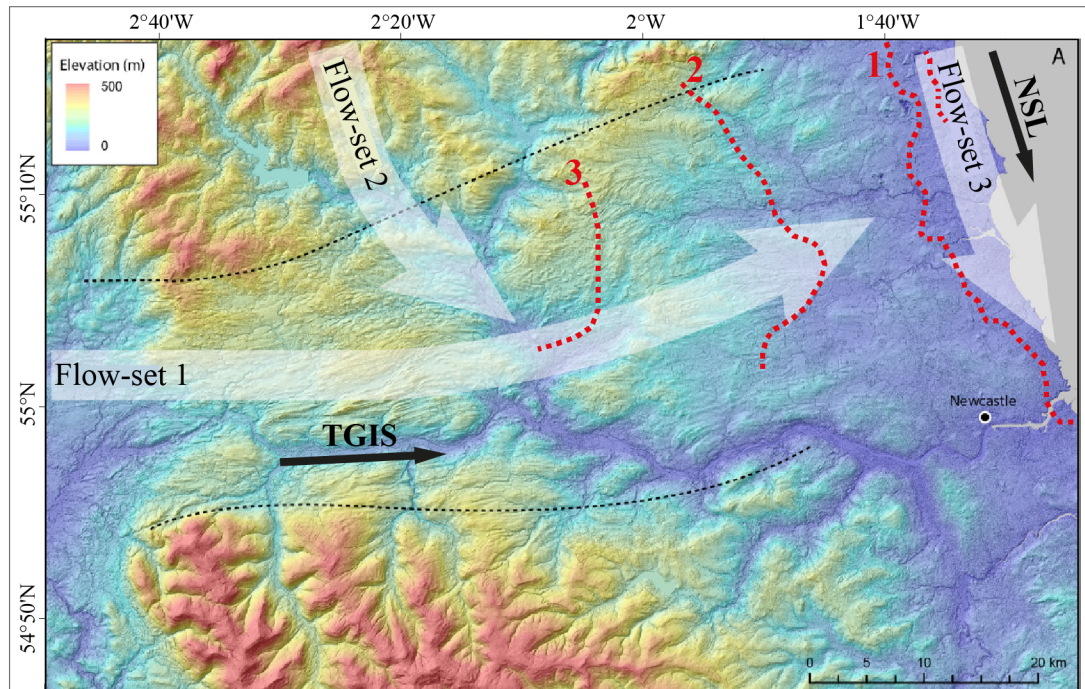 2°40'W 2°20'W 2°W 1°40'W
A
Elevation (m)
500
0
Flow-set 2
2
1
Flow-set 3
NSL
55°10'N
3
Flow-set 1
55°N
Newcastle
TGIS
54°50'N
0 5 10 20 km